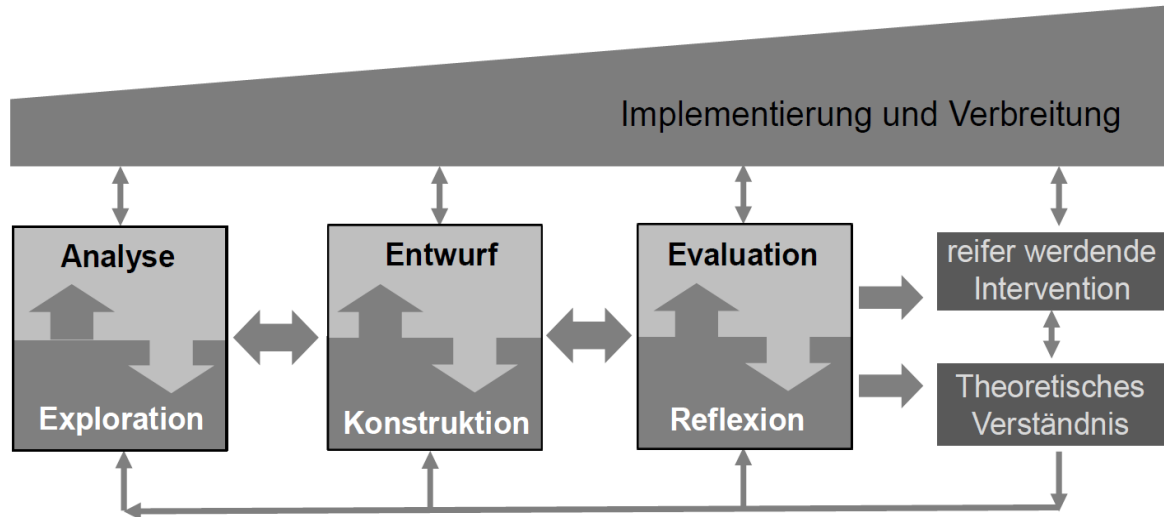 Implementierung und Verbreitung
Analyse
Exploration
Entwurf
Konstruktion
Evaluation
Reflexion
reifer werdende
Intervention
Theoretisches
Verständnis